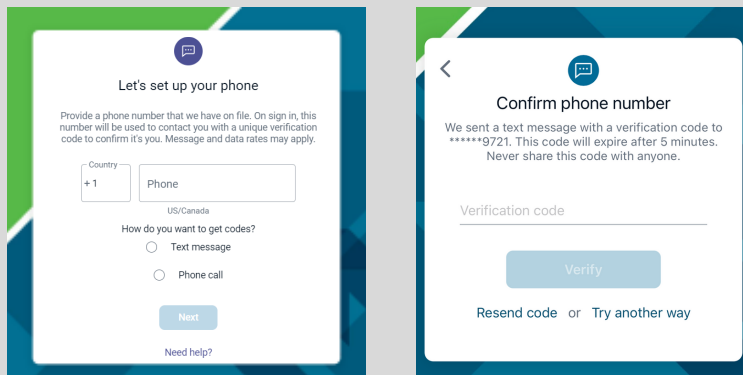 Let's set up your phone
Provide a phone number that we have on file. On sign in, this
number will be used to contact you with a unique verification
code to confirm it's you. Message and data rates may apply.
Country
+ 1
Phone
US/Canada
How do you want to get codes?
Text message
Phone call
Next
Need help?
Confirm phone number
We sent a text message with a verification code to
******9721. This code will expire after 5 minutes.
Never share this code with anyone.
Verification code
Verify
Resend code or Try another way